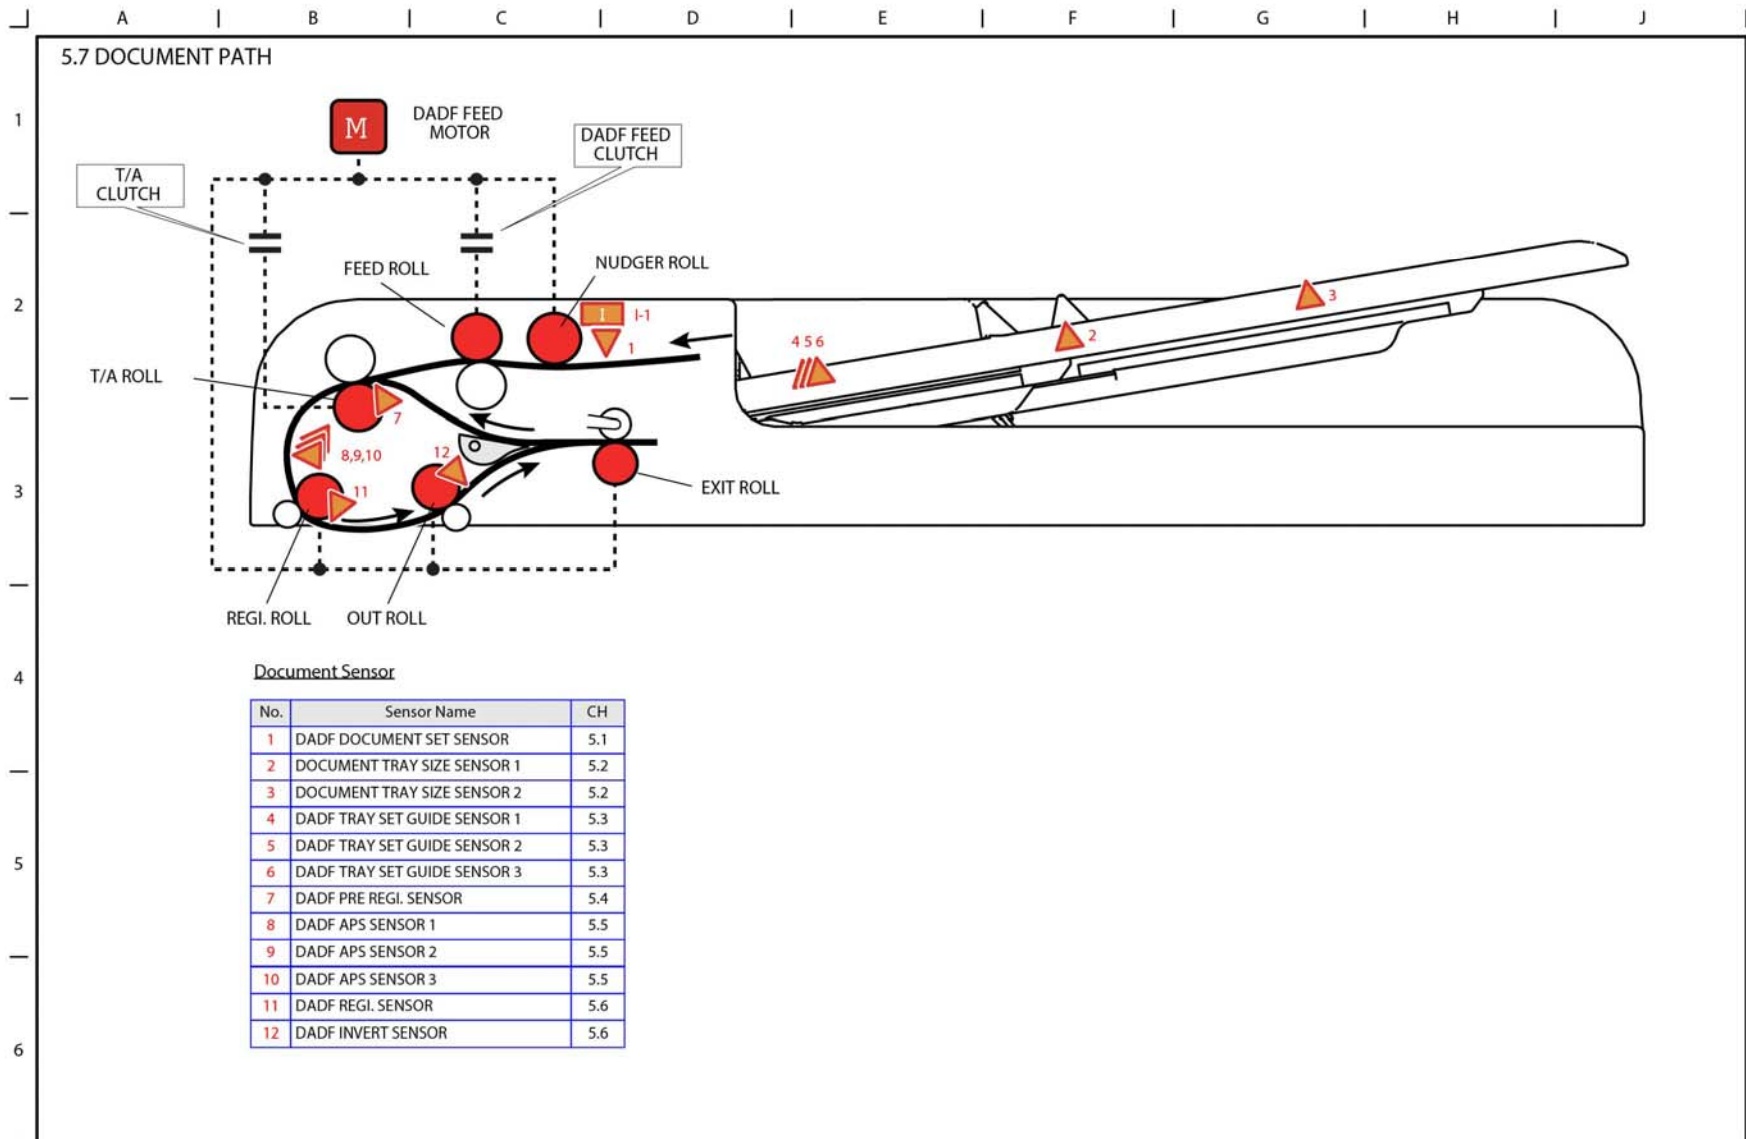 A B C D E F G H J
5.7 DOCUMENT PATH
1
2
3
4
5
6
M
DADF FEED
MOTOR
DADF FEED
CLUTCH
T/A
CLUTCH
FEED ROLL
NUDGER ROLL
I
I-1
1
3
2
4 5 6
T/A ROLL
7
8,9,10
12
11
EXIT ROLL
REGI. ROLL
OUT ROLL
Document Sensor
No. Sensor Name CH
1 DADF DOCUMENT SET SENSOR 5.1
2 DOCUMENT TRAY SIZE SENSOR 1 5.2
3 DOCUMENT TRAY SIZE SENSOR 2 5.2
4 DADF TRAY SET GUIDE SENSOR 1 5.3
5 DADF TRAY SET GUIDE SENSOR 2 5.3
6 DADF TRAY SET GUIDE SENSOR 3 5.3
7 DADF PRE REGI. SENSOR 5.4
8 DADF APS SENSOR 1 5.5
9 DADF APS SENSOR 2 5.5
10 DADF APS SENSOR 3 5.5
11 DADF REGI. SENSOR 5.6
12 DADF INVERT SENSOR 5.6